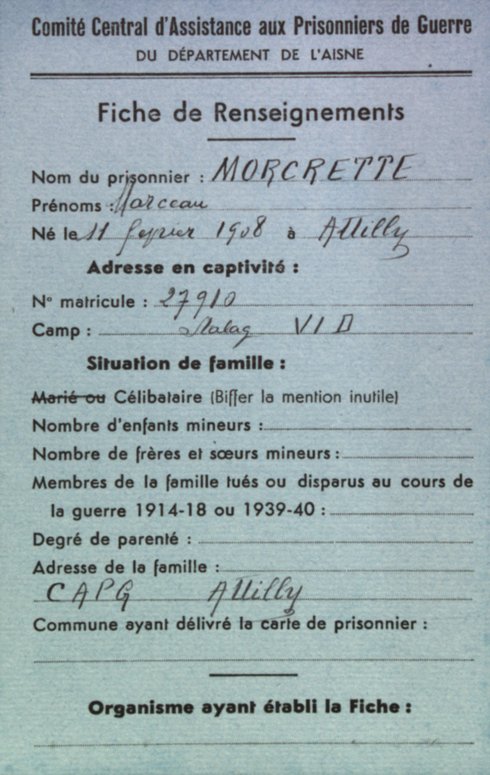 Comité Central d'Assistance aux Prisonniers de Guerre
DU DÉPARTEMENT DE L'AISNE
Fiche de Renseignements
Nom du prisonnier : MORCRETTE
Prénoms : Marceau
Né le 11 février 1908 à Attilly
Adresse en captivité :
Nº matricule : 27910
Camp : Stalag VI D
Situation de famille :
Marié ou Célibataire (Biffer la mention inutile)
Nombre d'enfants mineurs :
Nombre de frères et sœurs mineurs :
Membres de la famille tués ou disparus au cours de
la guerre 1914-18 ou 1939-40 :
Degré de parenté :
Adresse de la famille :
CAPG Attilly
Commune ayant délivré la carte de prisonnier :
Organisme ayant établi la Fiche :